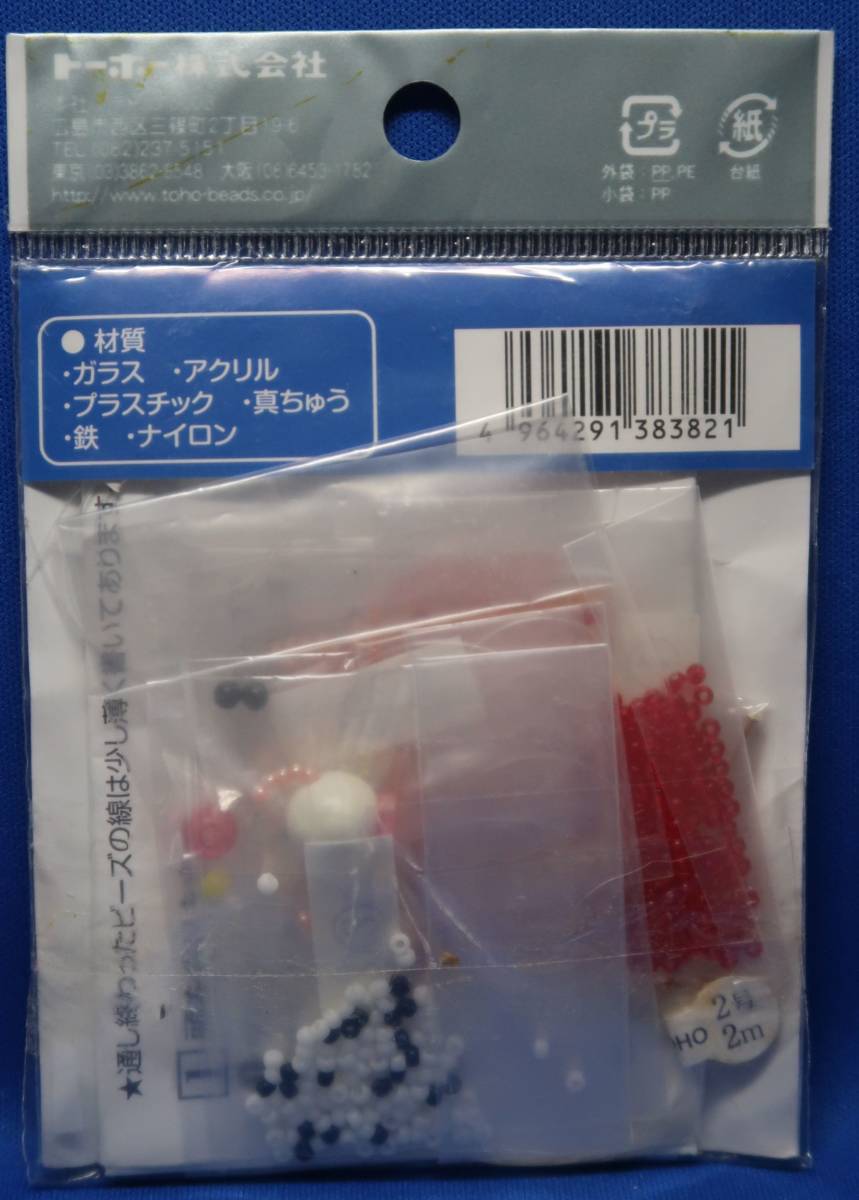 トーホー株式会社
広島市西区三篠町2丁目19-6
TEL (082)237-5151
東京 (03)3862-8548 大阪 (06)6453-1782
http://www.toho-beads.co.jp/
プラ
外袋：PP,PE
小袋：PP
紙
台紙
●材質
・ガラス ・アクリル
・プラスチック ・真ちゅう
・鉄 ・ナイロン
4 964291 383821
★通し終わったビーズの線は少し薄く書いてあります
1
2号
HO 2m